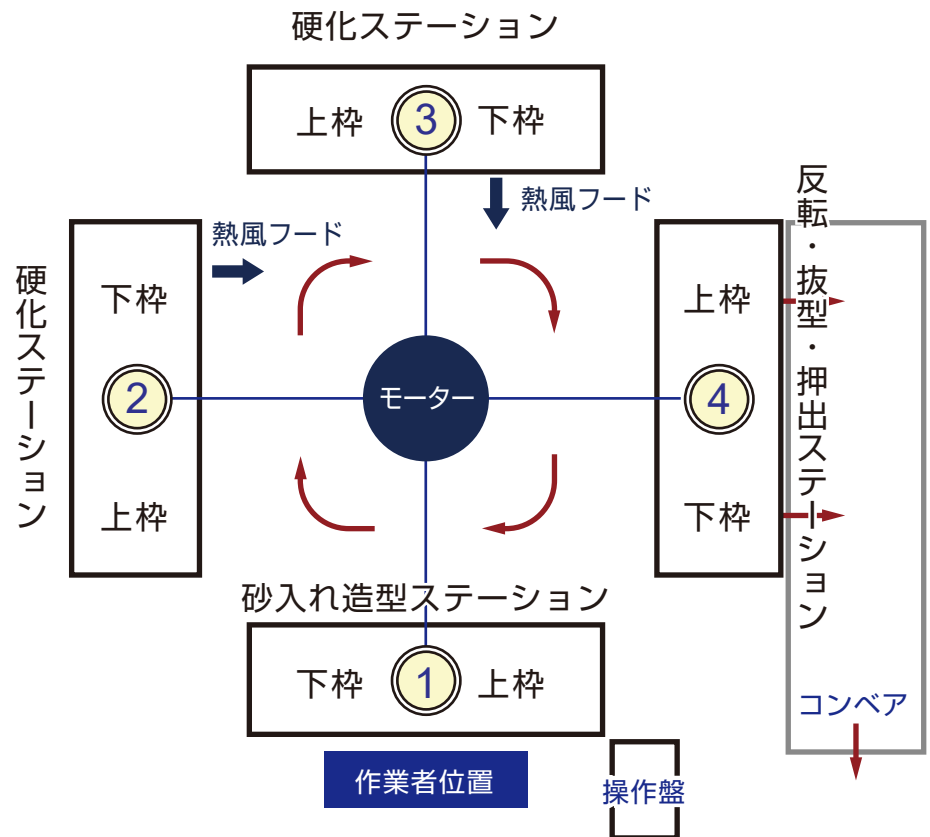 硬化ステーション
上枠
3
下枠
熱風フード
熱風フード
硬化ステーション
下枠
2
上枠
モーター
上枠
4
下枠
反転・抜型・押出ステーション
砂入れ造型ステーション
下枠
1
上枠
コンベア
作業者位置
操作盤